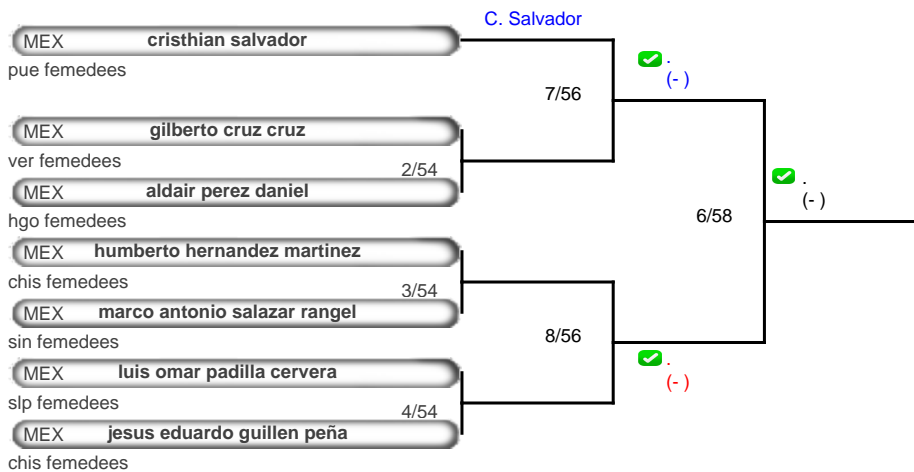 C. Salvador
MEX cristhian salvador
pue femedees
.
(- )
7/56
MEX gilberto cruz cruz
ver femedees
2/54
MEX aldair perez daniel
hgo femedees
.
(- )
6/58
MEX humberto hernandez martinez
chis femedees
3/54
MEX marco antonio salazar rangel
sin femedees
8/56
MEX luis omar padilla cervera
slp femedees
.
(- )
4/54
MEX jesus eduardo guillen peña
chis femedees